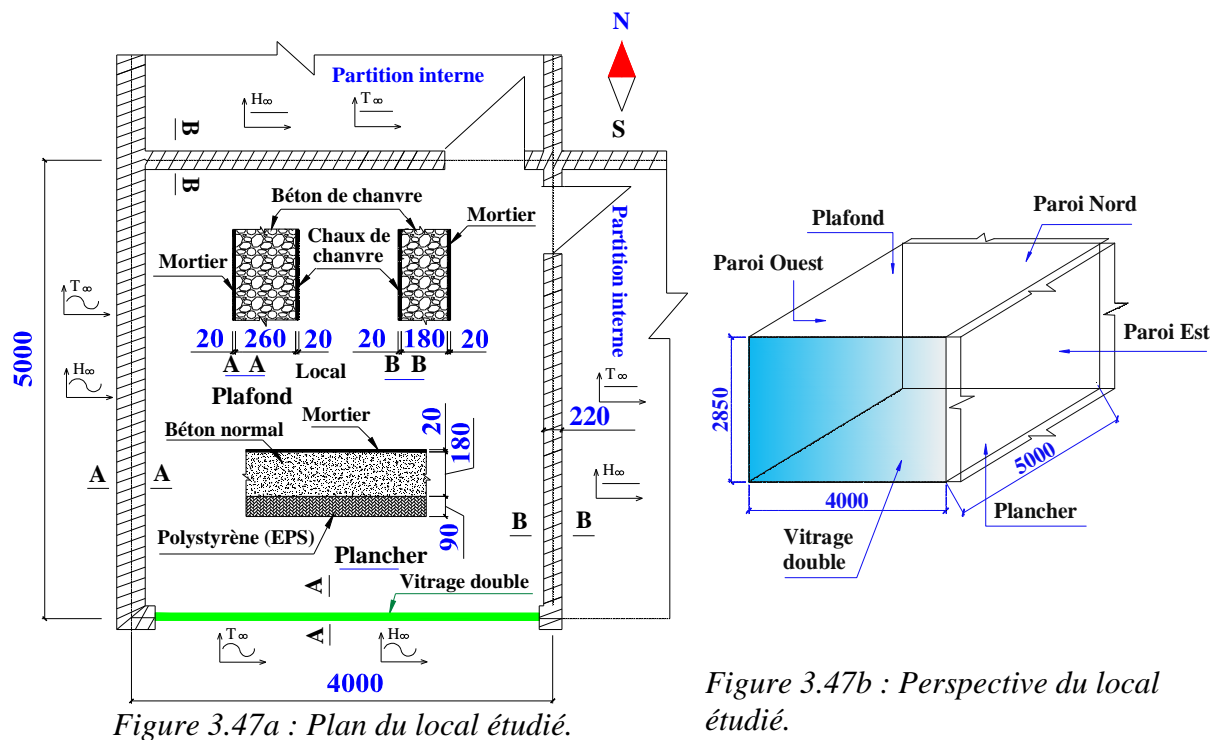 N
S
Partition interne
H∞
T∞
B
B
Béton de chanvre
Mortier
Chaux de
chanvre
Mortier
Partition interne
T∞
H∞
5000
20 260 20
20 180 20
A A
Local
B B
T∞
Plafond
220
Mortier
Béton normal
20
180
90
A
A
H∞
B
B
Polystyrène (EPS)
Plancher
A
A
Vitrage double
T∞
H∞
4000
Figure 3.47a : Plan du local étudié.
Plafond
Paroi Nord
Paroi Ouest
Paroi Est
2850
5000
4000
Plancher
Vitrage
double
Figure 3.47b : Perspective du local
étudié.